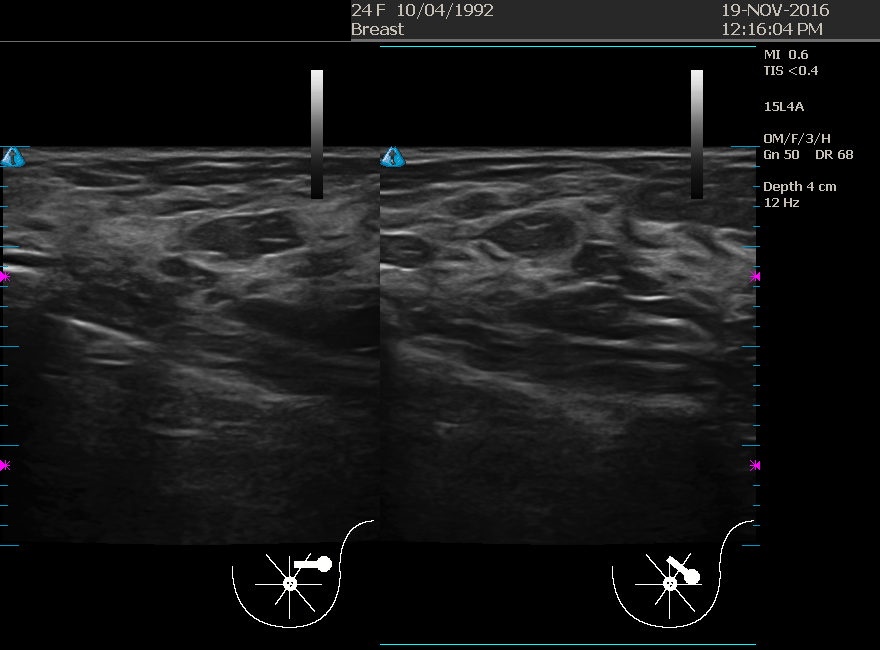 24 F 10/04/1992 19-NOV-2016
Breast 12:16:04 PM
MI 0.6
TIS <0.4
15L4A
OM/F/3/H
Gn 50 DR 68
Depth 4 cm
12 Hz